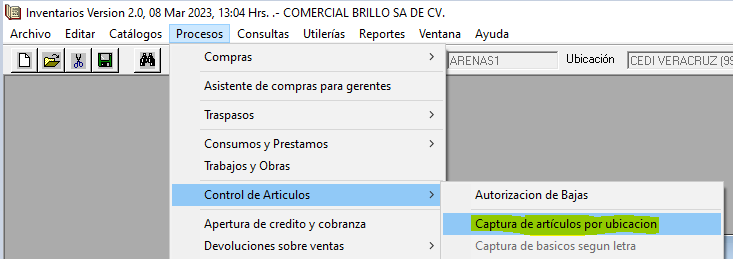 Inventarios Version 2.0, 08 Mar 2023, 13:04 Hrs. .- COMERCIAL BRILLO SA DE CV.
Archivo Editar Catálogos Procesos Consultas Utilerías Reportes Ventana Ayuda
Compras
ARENAS1 Ubicación CEDI VERACRUZ (99
Asistente de compras para gerentes
Traspasos
Consumos y Prestamos
Trabajos y Obras
Control de Articulos
Autorizacion de Bajas
Apertura de credito y cobranza
Captura de artículos por ubicacion
Devoluciones sobre ventas
Captura de basicos segun letra